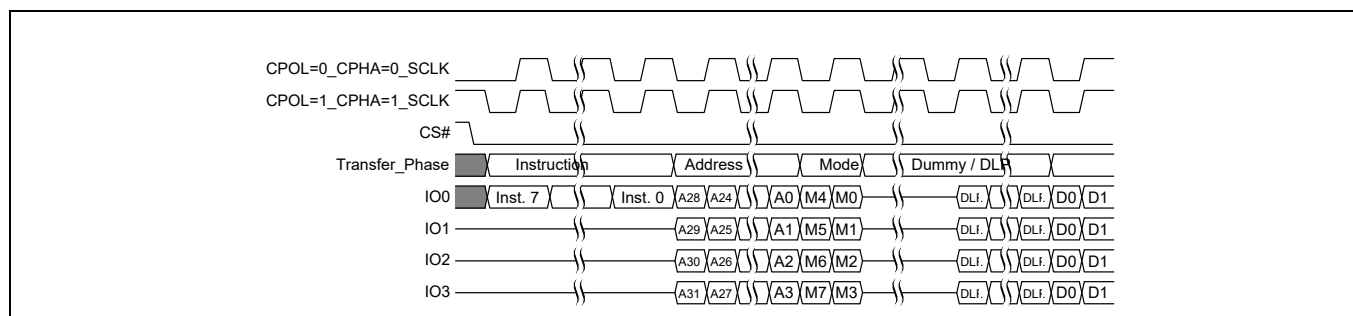 CPOL=0_CPHA=0_SCLK
CPOL=1_CPHA=1_SCLK
CS#
Transfer_Phase Instruction Address Mode Dummy / DLP
IO0 Inst. 7 Inst. 0 A28 A24 A0 M4 M0 DLP. DLP. D0 D1
IO1 A29 A25 A1 M5 M1 DLP. DLP. D0 D1
IO2 A30 A26 A2 M6 M2 DLP. DLP. D0 D1
IO3 A31 A27 A3 M7 M3 DLP. DLP. D0 D1